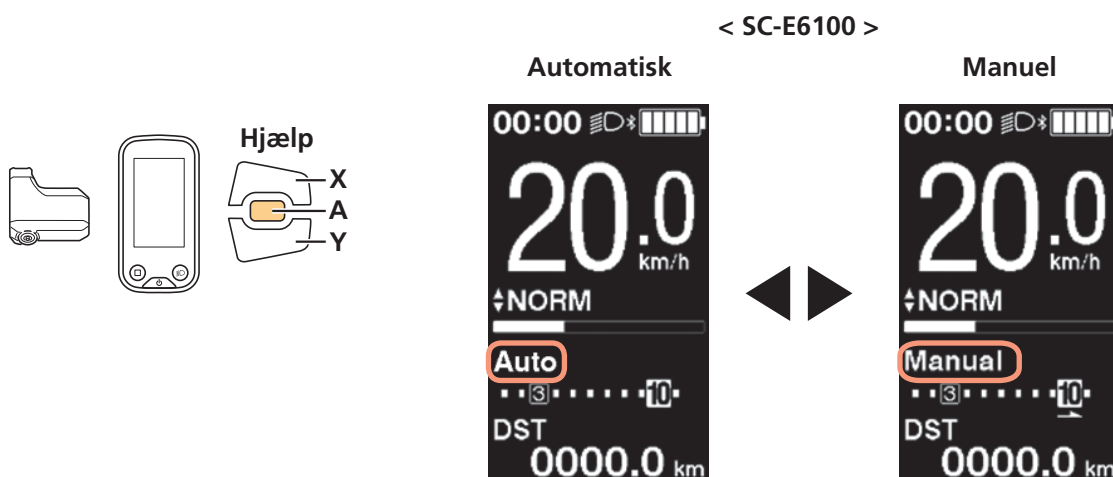 < SC-E6100 >
Automatisk
Manuel
Hjælp
X
A
Y
00:00
20.0
km/h
NORM
Auto
3
10
DST
0000.0 km
00:00
20.0
km/h
NORM
Manual
3
10
DST
0000.0 km